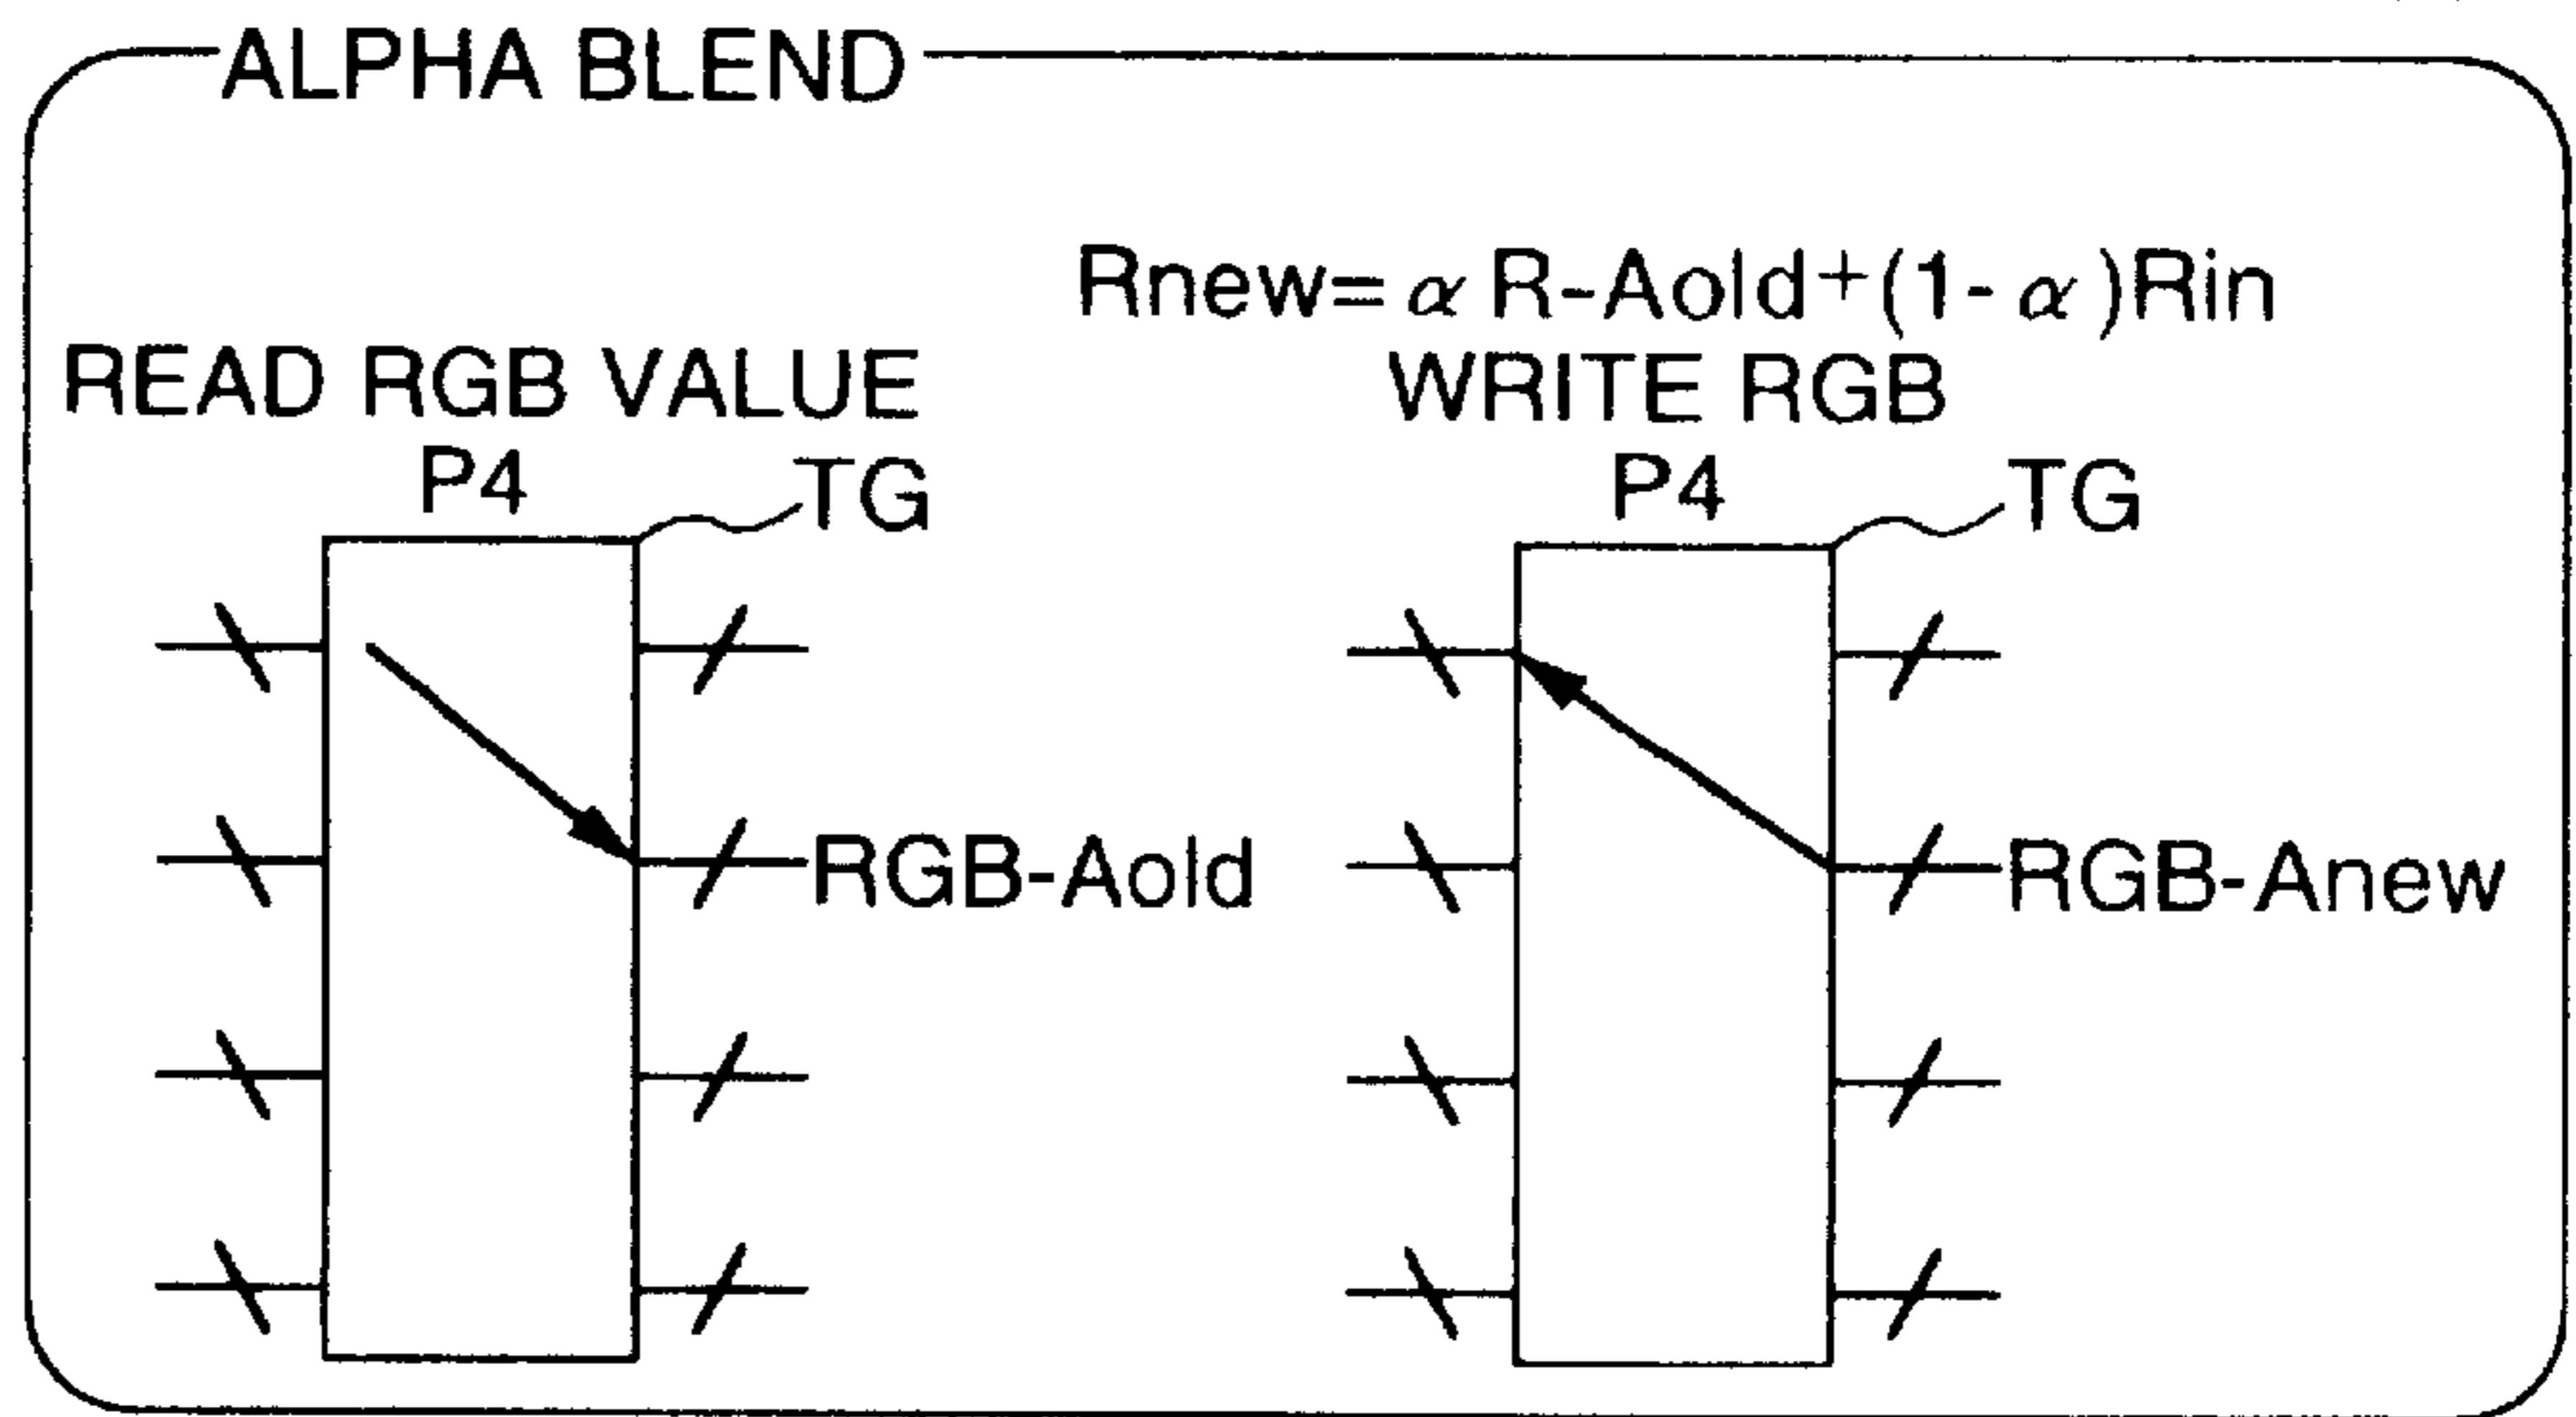 ALPHA BLEND
READ RGB VALUE
P4
TG
RGB-Aold
Rnew=αR-Aold+(1-α)Rin
WRITE RGB
P4
TG
RGB-Anew